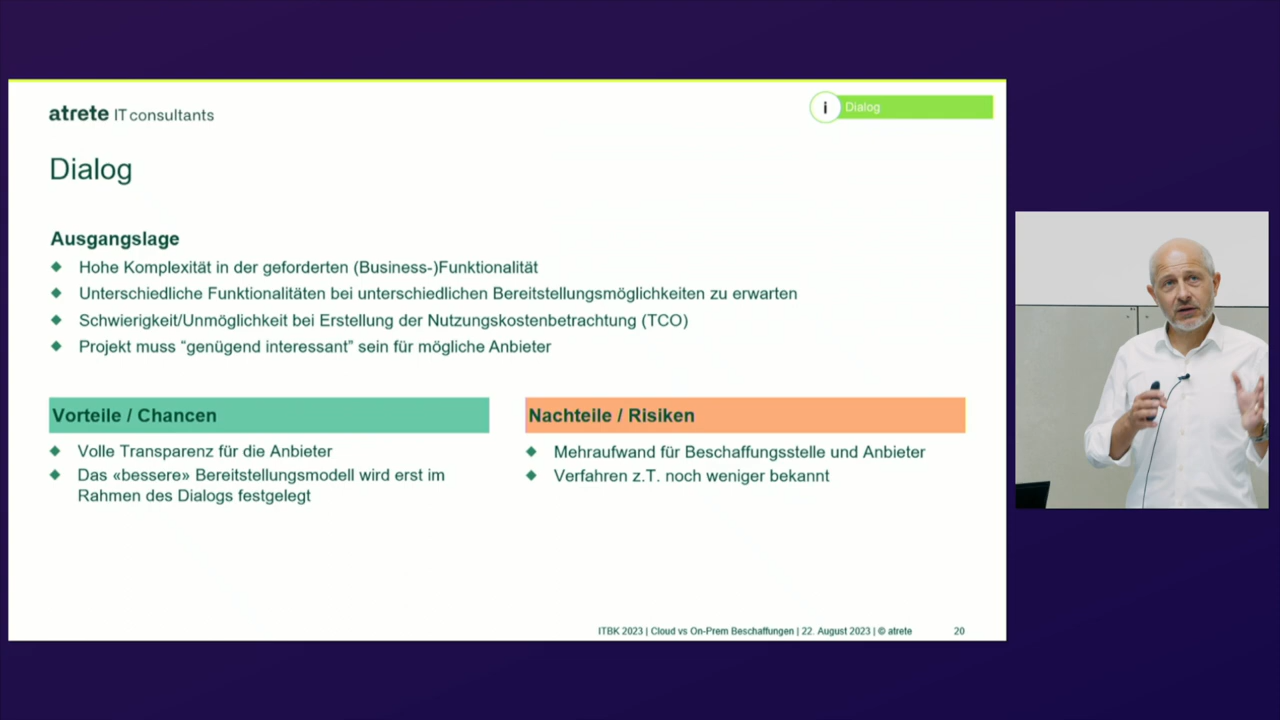 atrete IT consultants
i Dialog
Dialog
Ausgangslage
Hohe Komplexität in der geforderten (Business-)Funktionalität
Unterschiedliche Funktionalitäten bei unterschiedlichen Bereitstellungsmöglichkeiten zu erwarten
Schwierigkeit/Unmöglichkeit bei Erstellung der Nutzungskostenbetrachtung (TCO)
Projekt muss “genügend interessant” sein für mögliche Anbieter
Vorteile / Chancen
Volle Transparenz für die Anbieter
Das «bessere» Bereitstellungsmodell wird erst im
Rahmen des Dialogs festgelegt
Nachteile / Risiken
Mehraufwand für Beschaffungsstelle und Anbieter
Verfahren z.T. noch weniger bekannt
ITBK 2023 | Cloud vs On-Prem Beschaffungen | 22. August 2023 | © atrete 20